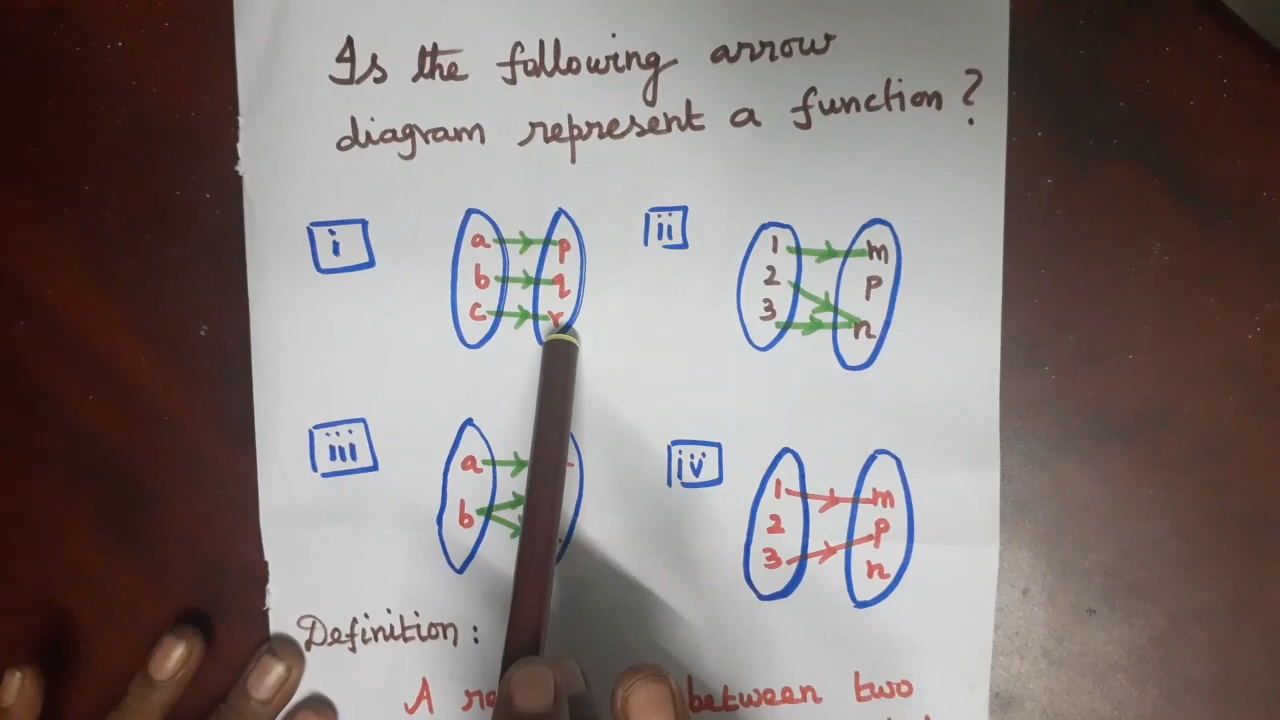 Is the following arrow
diagram represent a function?
i
a p
b q
c r
ii
1 m
2 p
3 n
iii
a
b
iv
1 m
2 p
3 n
Definition:
A between two